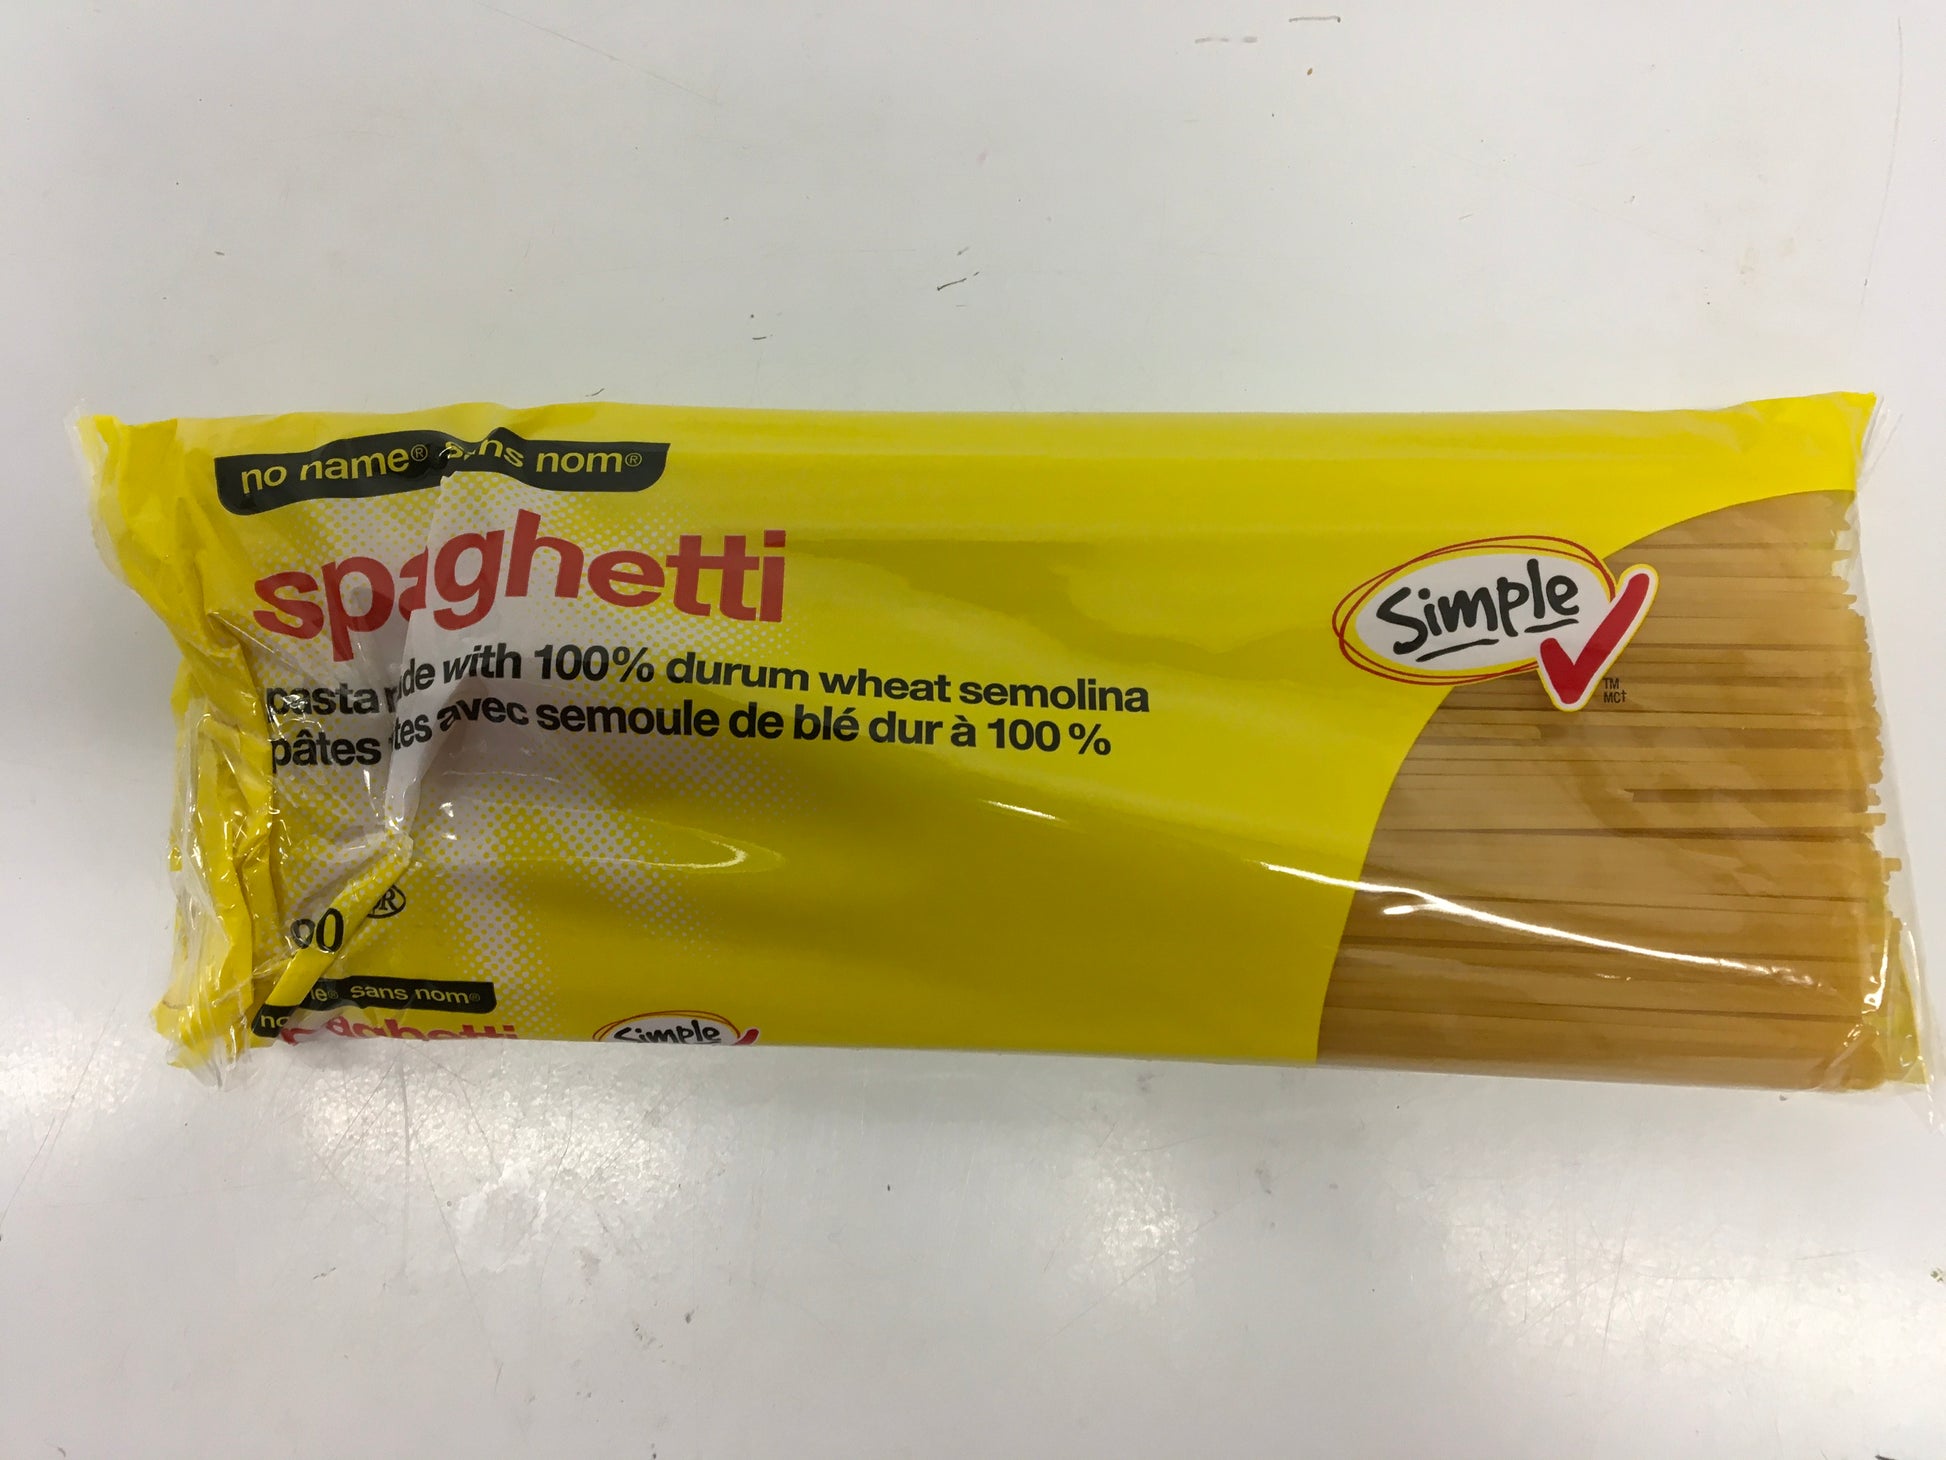 no name® sans nom®
spaghetti
pasta made with 100% durum wheat semolina
pâtes avec semoule de blé dur à 100 %
Simple
TM
MC†
sans nom®
spaghetti
Simple